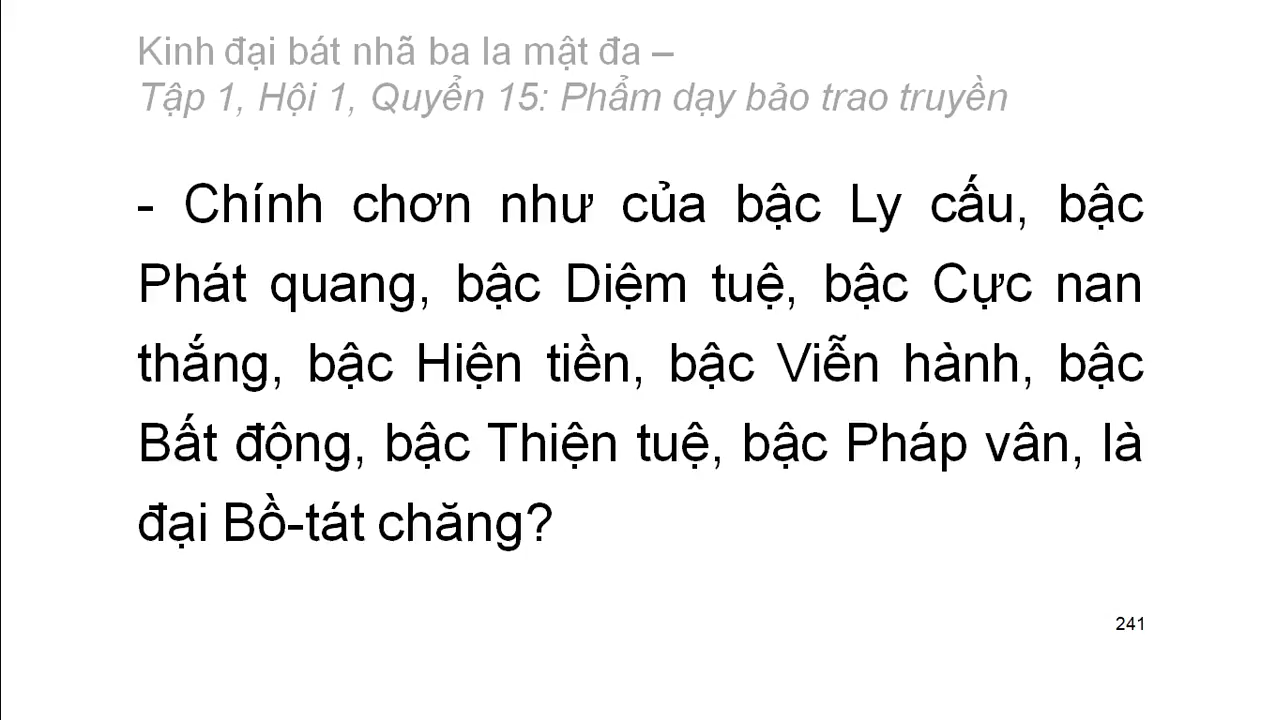 Kinh đại bát nhã ba la mật đa –
Tập 1, Hội 1, Quyển 15: Phẩm dạy bảo trao truyền
- Chính chơn như của bậc Ly cấu, bậc
Phát quang, bậc Diệm tuệ, bậc Cực nan
thắng, bậc Hiện tiền, bậc Viễn hành, bậc
Bất động, bậc Thiện tuệ, bậc Pháp vân, là
đại Bồ-tát chăng?
241